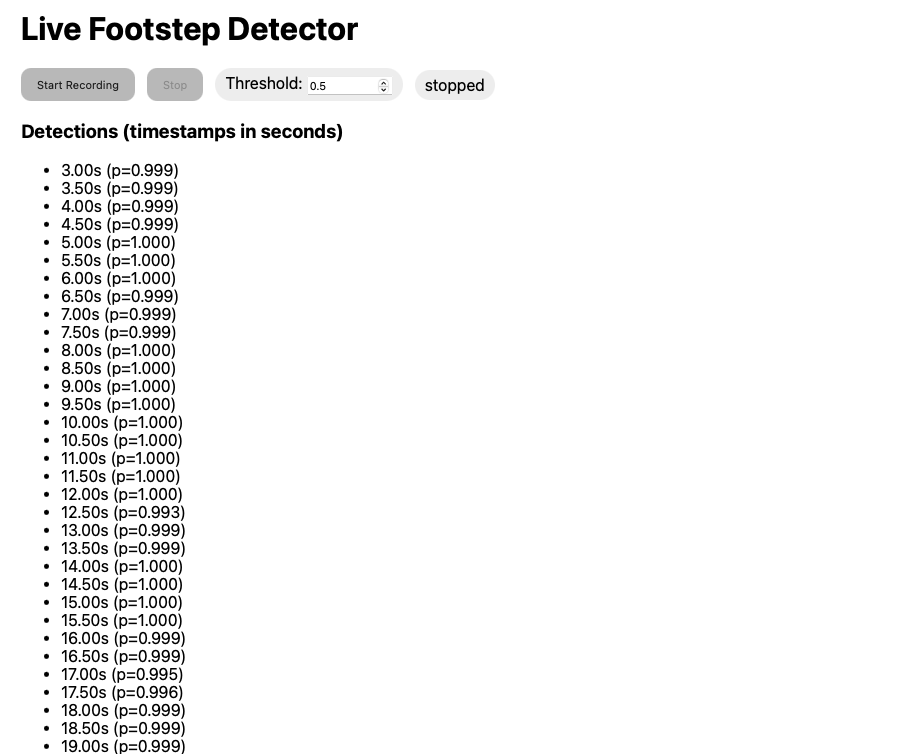 Live Footstep Detector
Start Recording Stop Threshold: 0.5 stopped
Detections (timestamps in seconds)
• 3.00s (p=0.999)
• 3.50s (p=0.999)
• 4.00s (p=0.999)
• 4.50s (p=0.999)
• 5.00s (p=1.000)
• 5.50s (p=1.000)
• 6.00s (p=1.000)
• 6.50s (p=0.999)
• 7.00s (p=0.999)
• 7.50s (p=0.999)
• 8.00s (p=1.000)
• 8.50s (p=1.000)
• 9.00s (p=1.000)
• 9.50s (p=1.000)
• 10.00s (p=1.000)
• 10.50s (p=1.000)
• 11.00s (p=1.000)
• 11.50s (p=1.000)
• 12.00s (p=1.000)
• 12.50s (p=0.993)
• 13.00s (p=0.999)
• 13.50s (p=0.999)
• 14.00s (p=1.000)
• 14.50s (p=1.000)
• 15.00s (p=1.000)
• 15.50s (p=1.000)
• 16.00s (p=0.999)
• 16.50s (p=0.999)
• 17.00s (p=0.995)
• 17.50s (p=0.996)
• 18.00s (p=0.999)
• 18.50s (p=0.999)
• 19.00s (p=0.999)